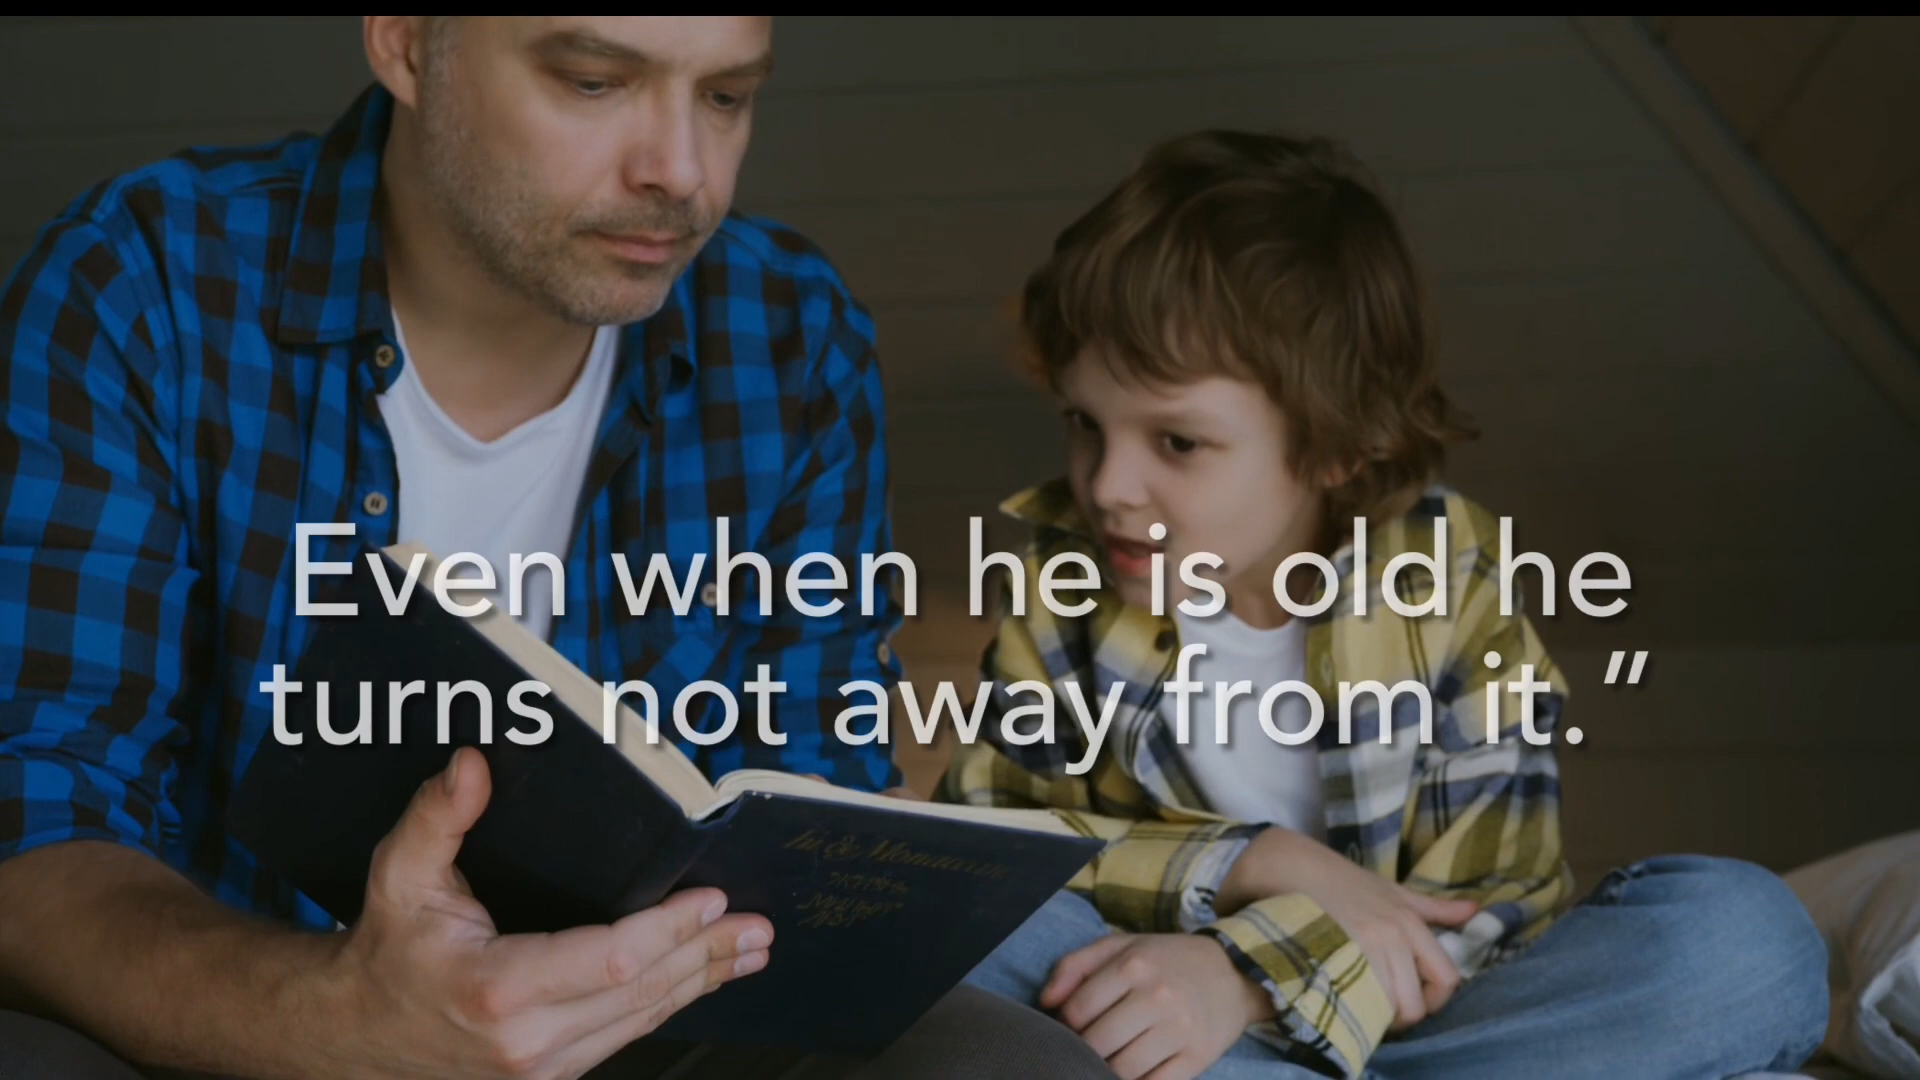 Even when he is old he
turns not away from it.”